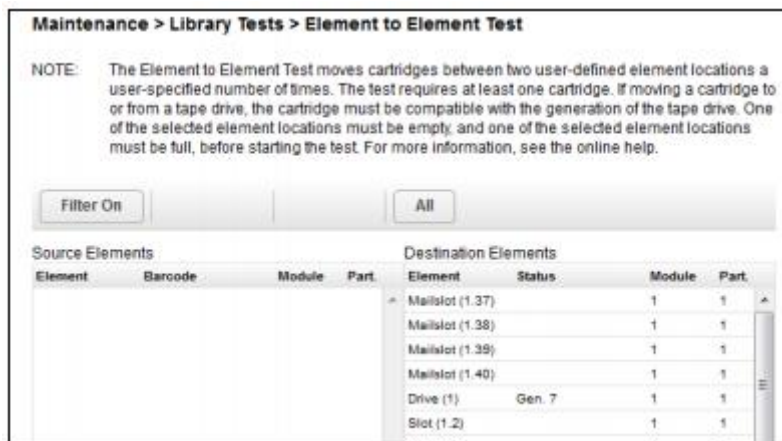 Maintenance > Library Tests > Element to Element Test
NOTE: The Element to Element Test moves cartridges between two user-defined element locations a
user-specified number of times. The test requires at least one cartridge. If moving a cartridge to
or from a tape drive, the cartridge must be compatible with the generation of the tape drive. One
of the selected element locations must be empty, and one of the selected element locations
must be full, before starting the test. For more information, see the online help.
Filter On All
Source Elements Destination Elements
Element Barcode Module Part. Element Status Module Part.
Mailslot (1.37) 1 1
Mailslot (1.38) 1 1
Mailslot (1.39) 1 1
Mailslot (1.40) 1 1
Drive (1) Gen. 7 1 1
Slot (1.2) 1 1